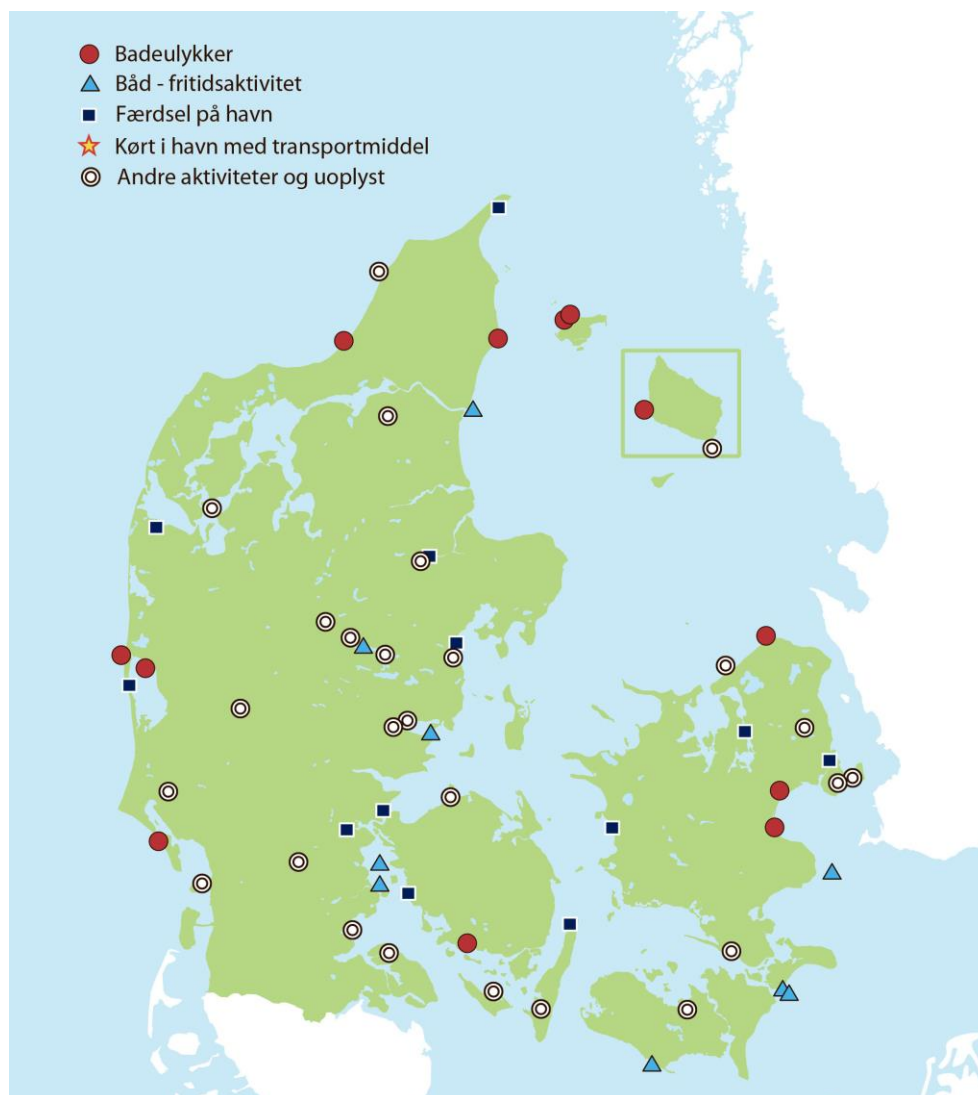 Badeulykker
Båd - fritidsaktivitet
Færdsel på havn
Kørt i havn med transportmiddel
Andre aktiviteter og uoplyst